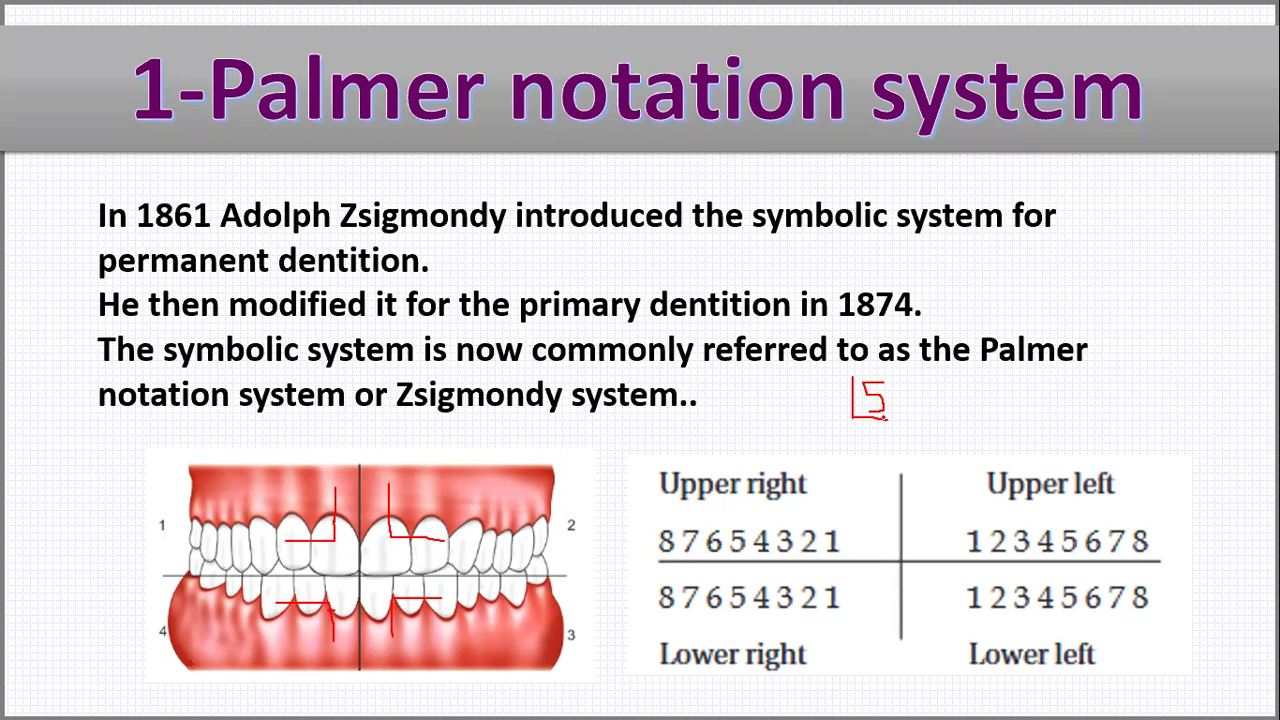 1-Palmer notation system
In 1861 Adolph Zsigmondy introduced the symbolic system for
permanent dentition.
He then modified it for the primary dentition in 1874.
The symbolic system is now commonly referred to as the Palmer
notation system or Zsigmondy system..
5
1 2
4 3
Upper right Upper left
8 7 6 5 4 3 2 1 1 2 3 4 5 6 7 8
8 7 6 5 4 3 2 1 1 2 3 4 5 6 7 8
Lower right Lower left